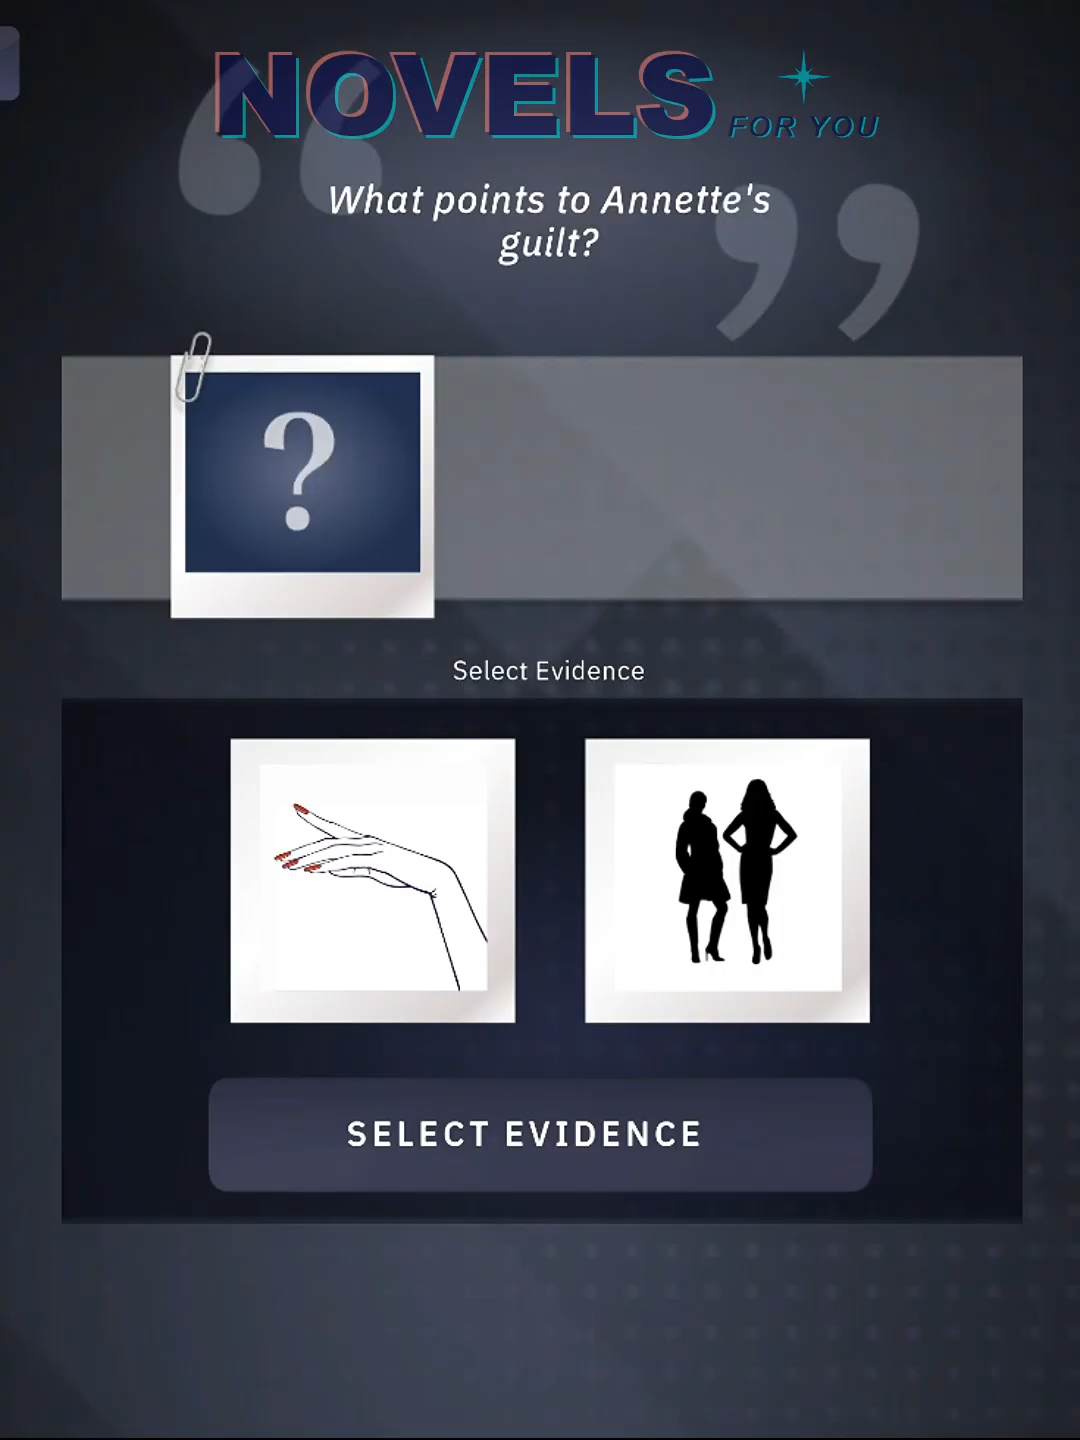 NOVELS
FOR YOU
What points to Annette's
guilt?
?
Select Evidence
SELECT EVIDENCE